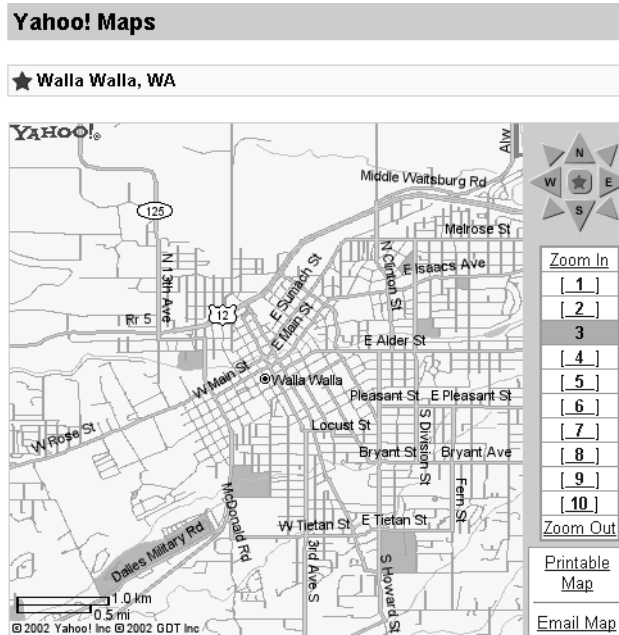 Yahoo! Maps
Walla Walla, WA
YAHOO!®
Alw
N
W
E
S
Middle Waitsburg Rd
125
Melrose St
Zoom In
N 13th Ave
E Sumach St
N Clinton St
E Isaacs Ave
[ 1 ]
[ 2 ]
Rr 5
12
E Main St
3
E Alder St
[ 4 ]
W Main St
Walla Walla
[ 5 ]
Pleasant St
E Pleasant St
[ 6 ]
W Rose St
Locust St
S Division St
[ 7 ]
Bryant St
Bryant Ave
[ 8 ]
McDonald Rd
Fern St
[ 9 ]
[ 10 ]
Dalles Military Rd
W Tietan St
E Tietan St
Zoom Out
3rd Ave S
S Howard St
Printable
Map
1.0 km
0.5 mi
©2002 Yahoo! Inc ©2002 GDT Inc
Email Map